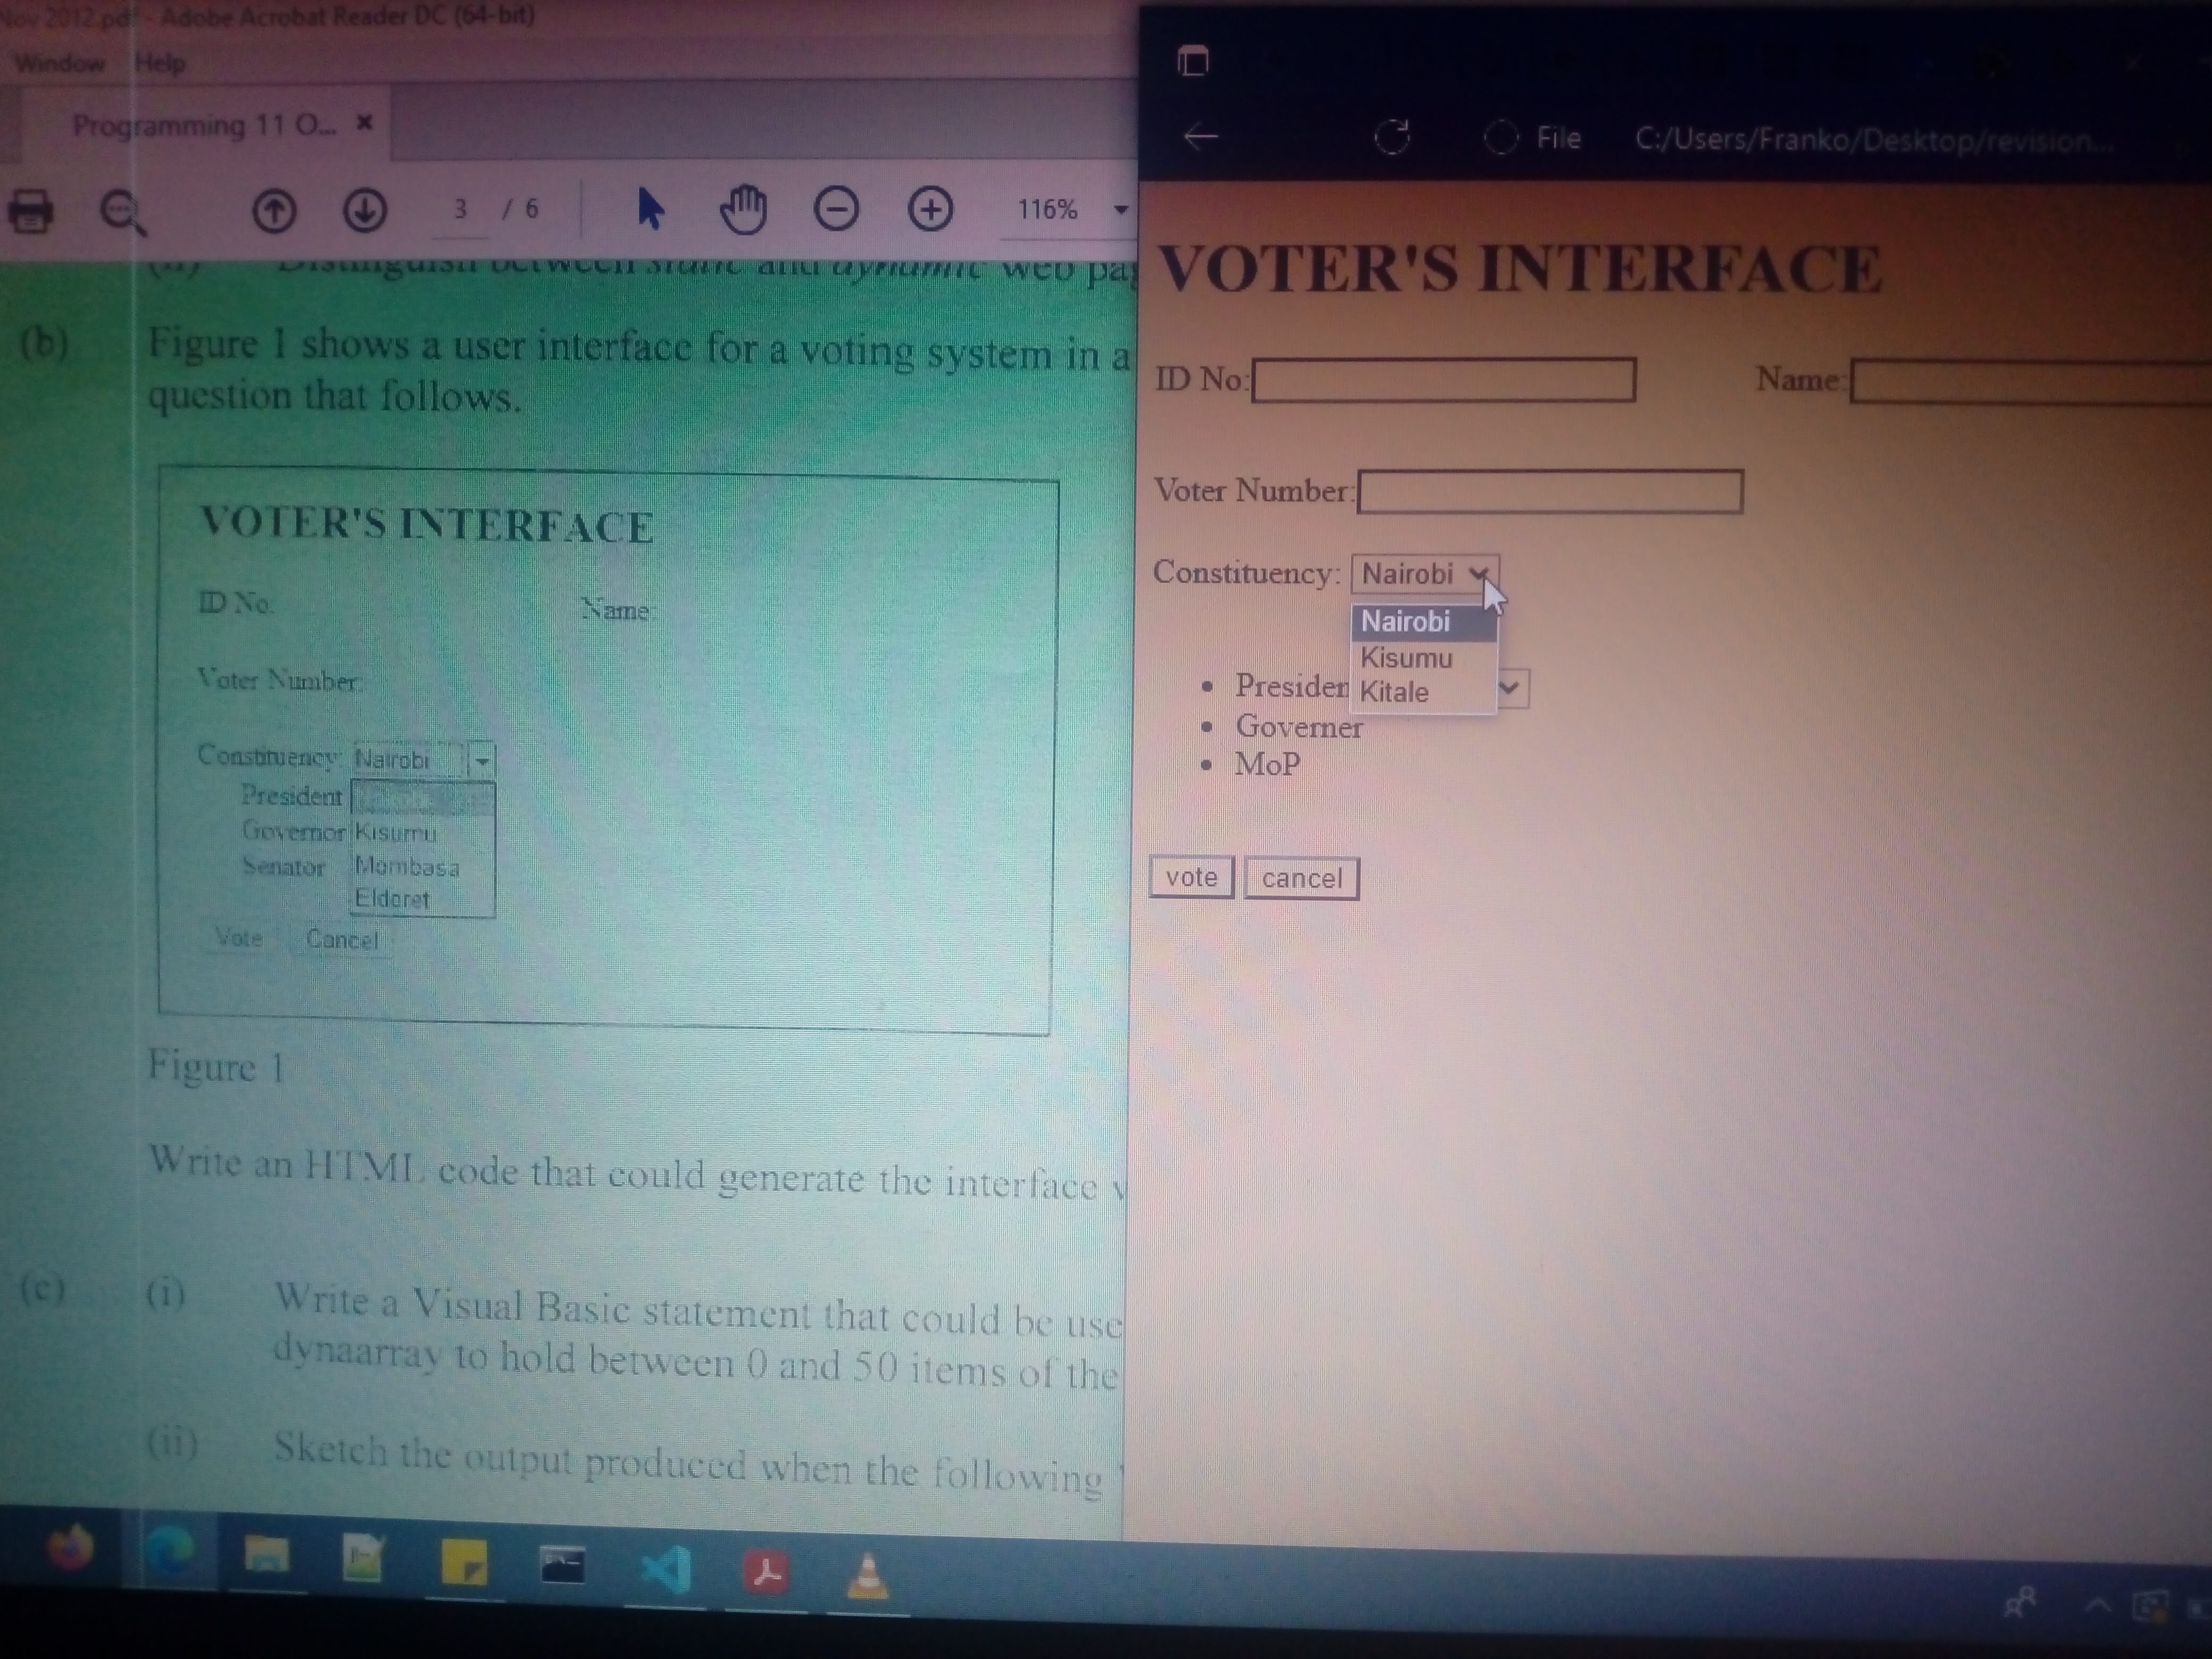 Nov 2012.pdf - Adobe Acrobat Reader DC (64-bit)
Window Help
Programming 11 O... ×
3 / 6 116%
Distinguish between static and dynamic web pa
(b) Figure 1 shows a user interface for a voting system in a
question that follows.
VOTER'S INTERFACE
ID No: Name:
Voter Number:
Constituency: Nairobi
President
Governor Kisumu
Senator Mombasa
Eldoret
Vote Cancel
Figure 1
Write an HTML code that could generate the interface
(c) (i) Write a Visual Basic statement that could be use
dynaarray to hold between 0 and 50 items of the
(ii) Sketch the output produced when the following
File C:/Users/Franko/Desktop/revision...
VOTER'S INTERFACE
ID No: Name:
Voter Number:
Constituency: Nairobi
Nairobi
Kisumu
• Presiden Kitale
• Governer
• MoP
vote cancel